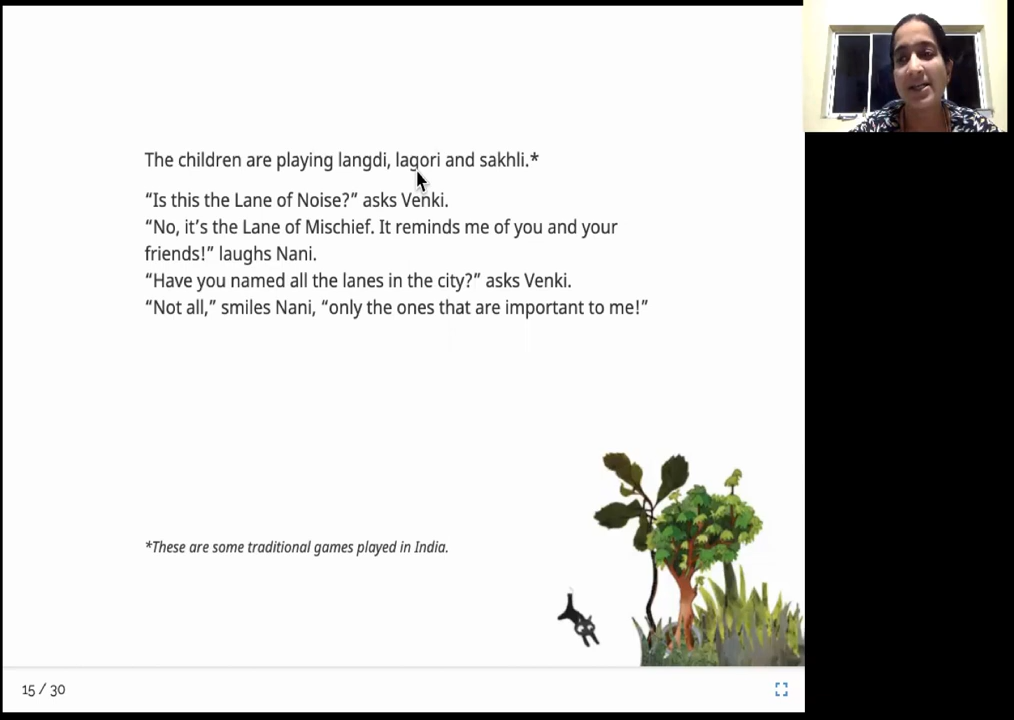 The children are playing langdi, lagori and sakhli.*
“Is this the Lane of Noise?” asks Venki.
“No, it’s the Lane of Mischief. It reminds me of you and your
friends!” laughs Nani.
“Have you named all the lanes in the city?” asks Venki.
“Not all,” smiles Nani, “only the ones that are important to me!”
*These are some traditional games played in India.
15 / 30